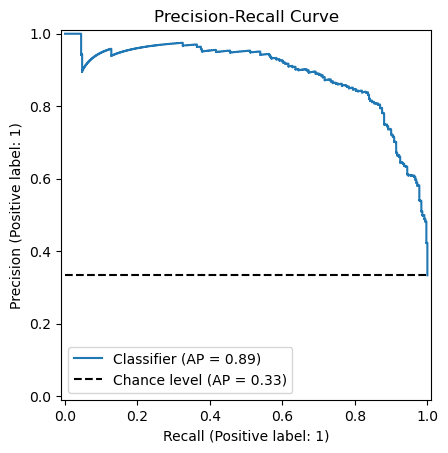 Precision-Recall Curve
Precision (Positive label: 1)
1.0
0.8
0.6
0.4
0.2
0.0
Classifier (AP = 0.89)
Chance level (AP = 0.33)
0.0 0.2 0.4 0.6 0.8 1.0
Recall (Positive label: 1)